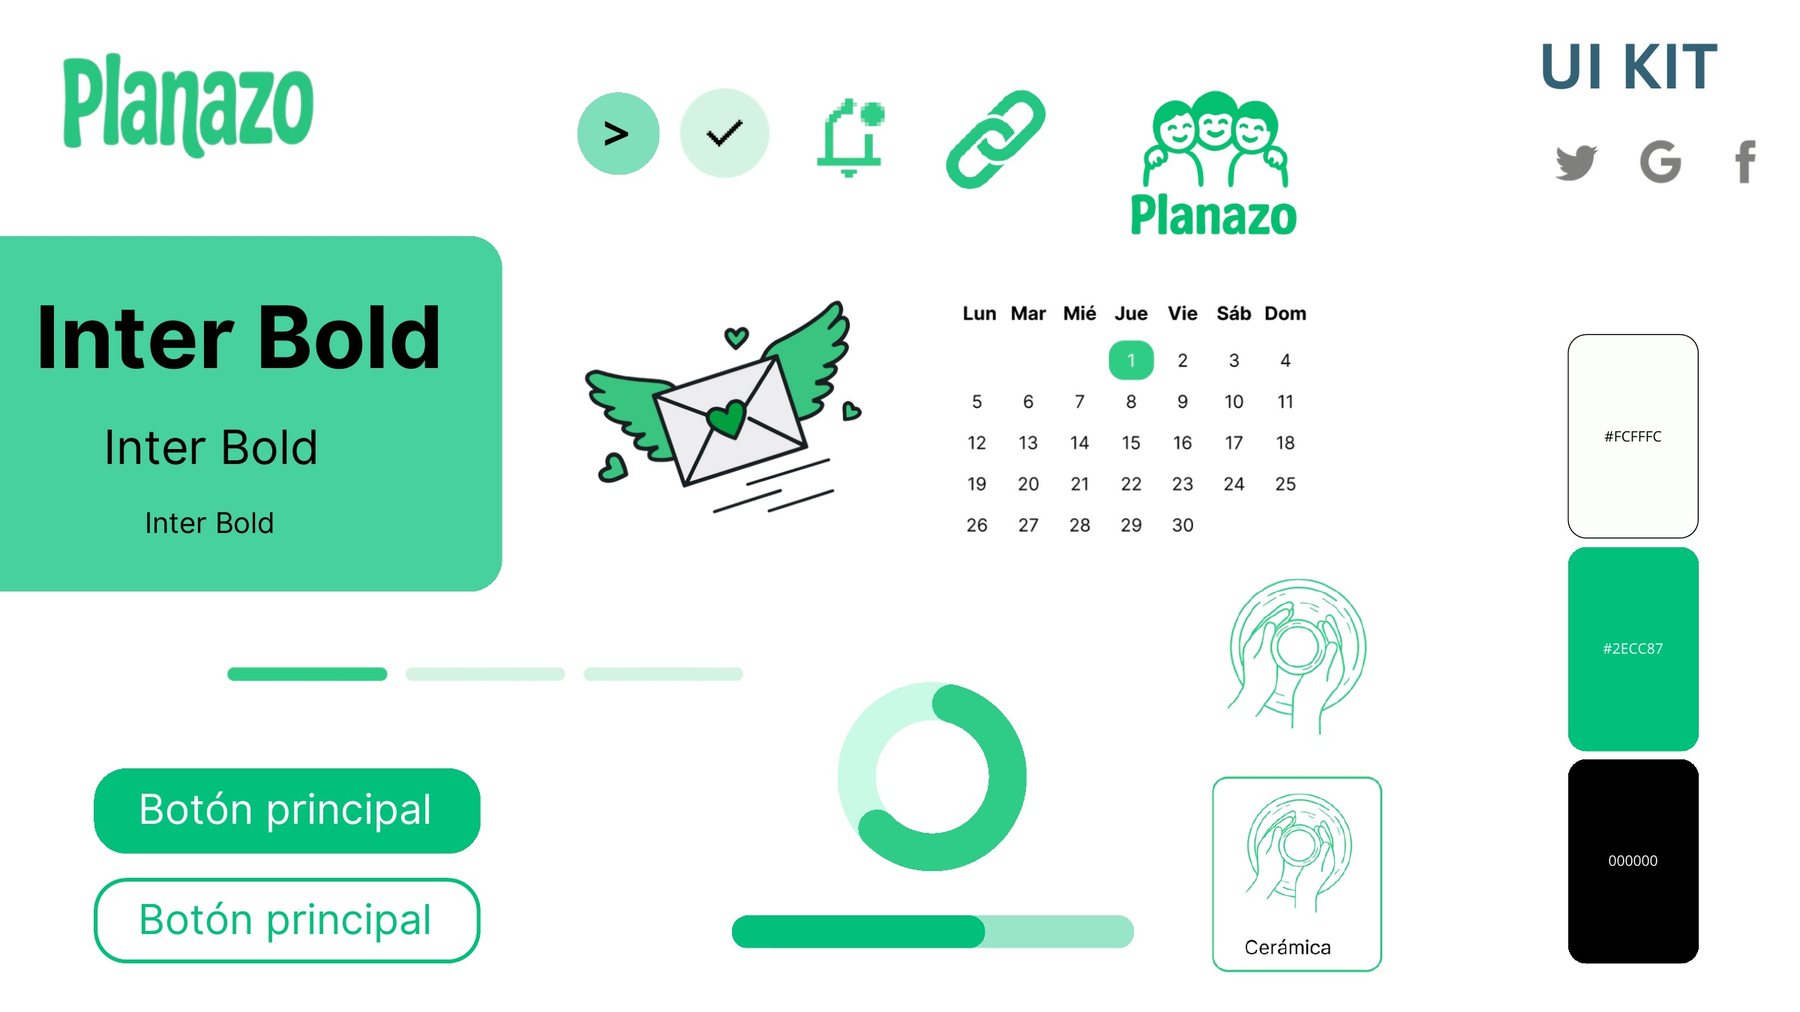 Planazo
UI KIT
>
Planazo
Inter Bold
Inter Bold
Inter Bold
Lun Mar Mié Jue Vie Sáb Dom
1 2 3 4
5 6 7 8 9 10 11
12 13 14 15 16 17 18
19 20 21 22 23 24 25
26 27 28 29 30
#FCFFFC
#2ECC87
000000
Botón principal
Botón principal
Cerámica